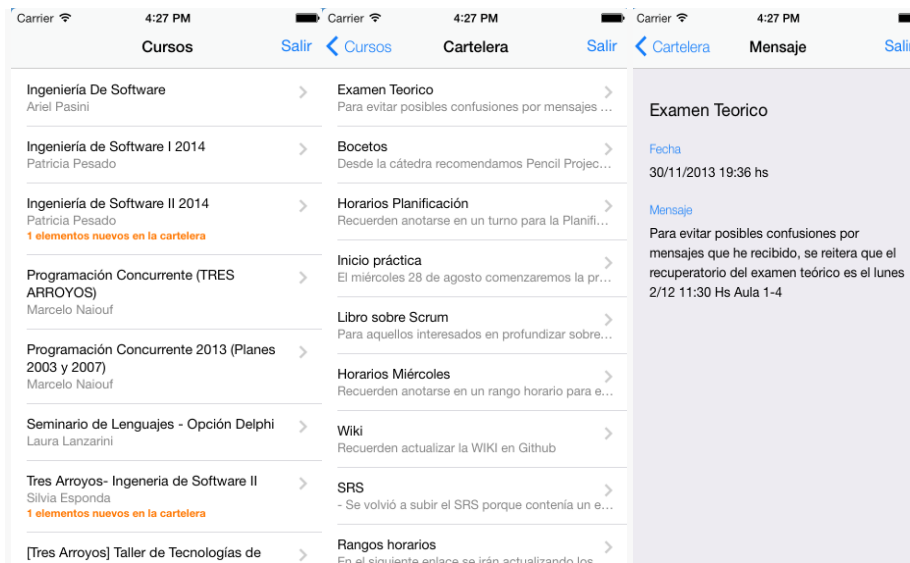 Carrier 4:27 PM
Cursos Salir
Ingeniería De Software
Ariel Pasini
Ingeniería de Software I 2014
Patricia Pesado
Ingeniería de Software II 2014
Patricia Pesado
1 elementos nuevos en la cartelera
Programación Concurrente (TRES
ARROYOS)
Marcelo Naiouf
Programación Concurrente 2013 (Planes
2003 y 2007)
Marcelo Naiouf
Seminario de Lenguajes - Opción Delphi
Laura Lanzarini
Tres Arroyos- Ingenieria de Software II
Silvia Esponda
1 elementos nuevos en la cartelera
[Tres Arroyos] Taller de Tecnologías de
Carrier 4:27 PM
Cursos Cartelera Salir
Examen Teorico
Para evitar posibles confusiones por mensajes ...
Bocetos
Desde la cátedra recomendamos Pencil Projec...
Horarios Planificación
Recuerden anotarse en un turno para la Planifi...
Inicio práctica
El miércoles 28 de agosto comenzaremos la pr...
Libro sobre Scrum
Para aquellos interesados en profundizar sobre...
Horarios Miércoles
Recuerden anotarse en un rango horario para e...
Wiki
Recuerden actualizar la WIKI en Github
SRS
- Se volvió a subir el SRS porque contenía un e...
Rangos horarios
En el siguiente enlace se irán actualizando los
Carrier 4:27 PM
Cartelera Mensaje Salir
Examen Teorico
Fecha
30/11/2013 19:36 hs
Mensaje
Para evitar posibles confusiones por
mensajes que he recibido, se reitera que el
recuperatorio del examen teórico es el lunes
2/12 11:30 Hs Aula 1-4